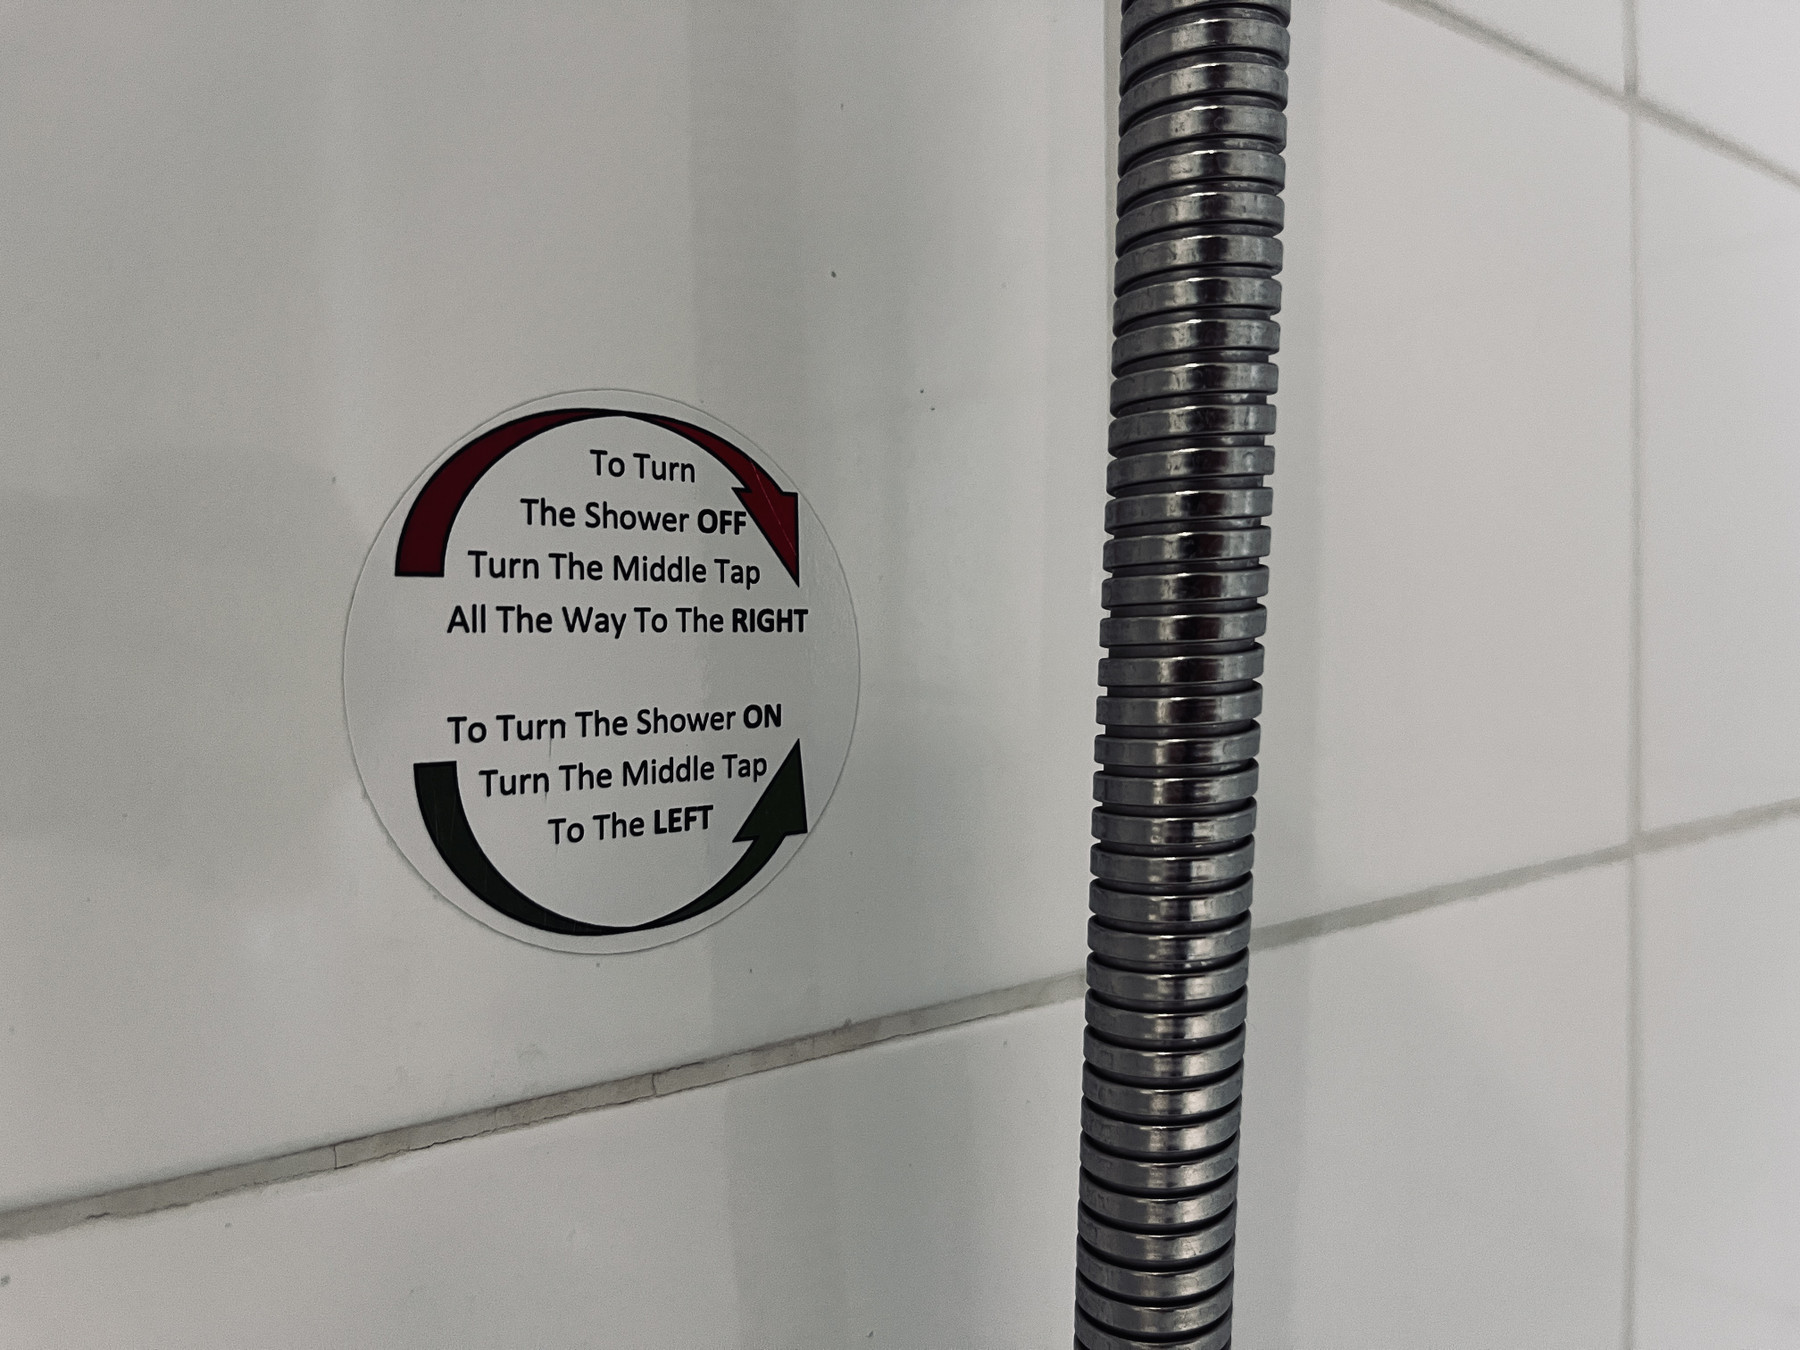 To Turn
The Shower OFF
Turn The Middle Tap
All The Way To The RIGHT
To Turn The Shower ON
Turn The Middle Tap
To The LEFT